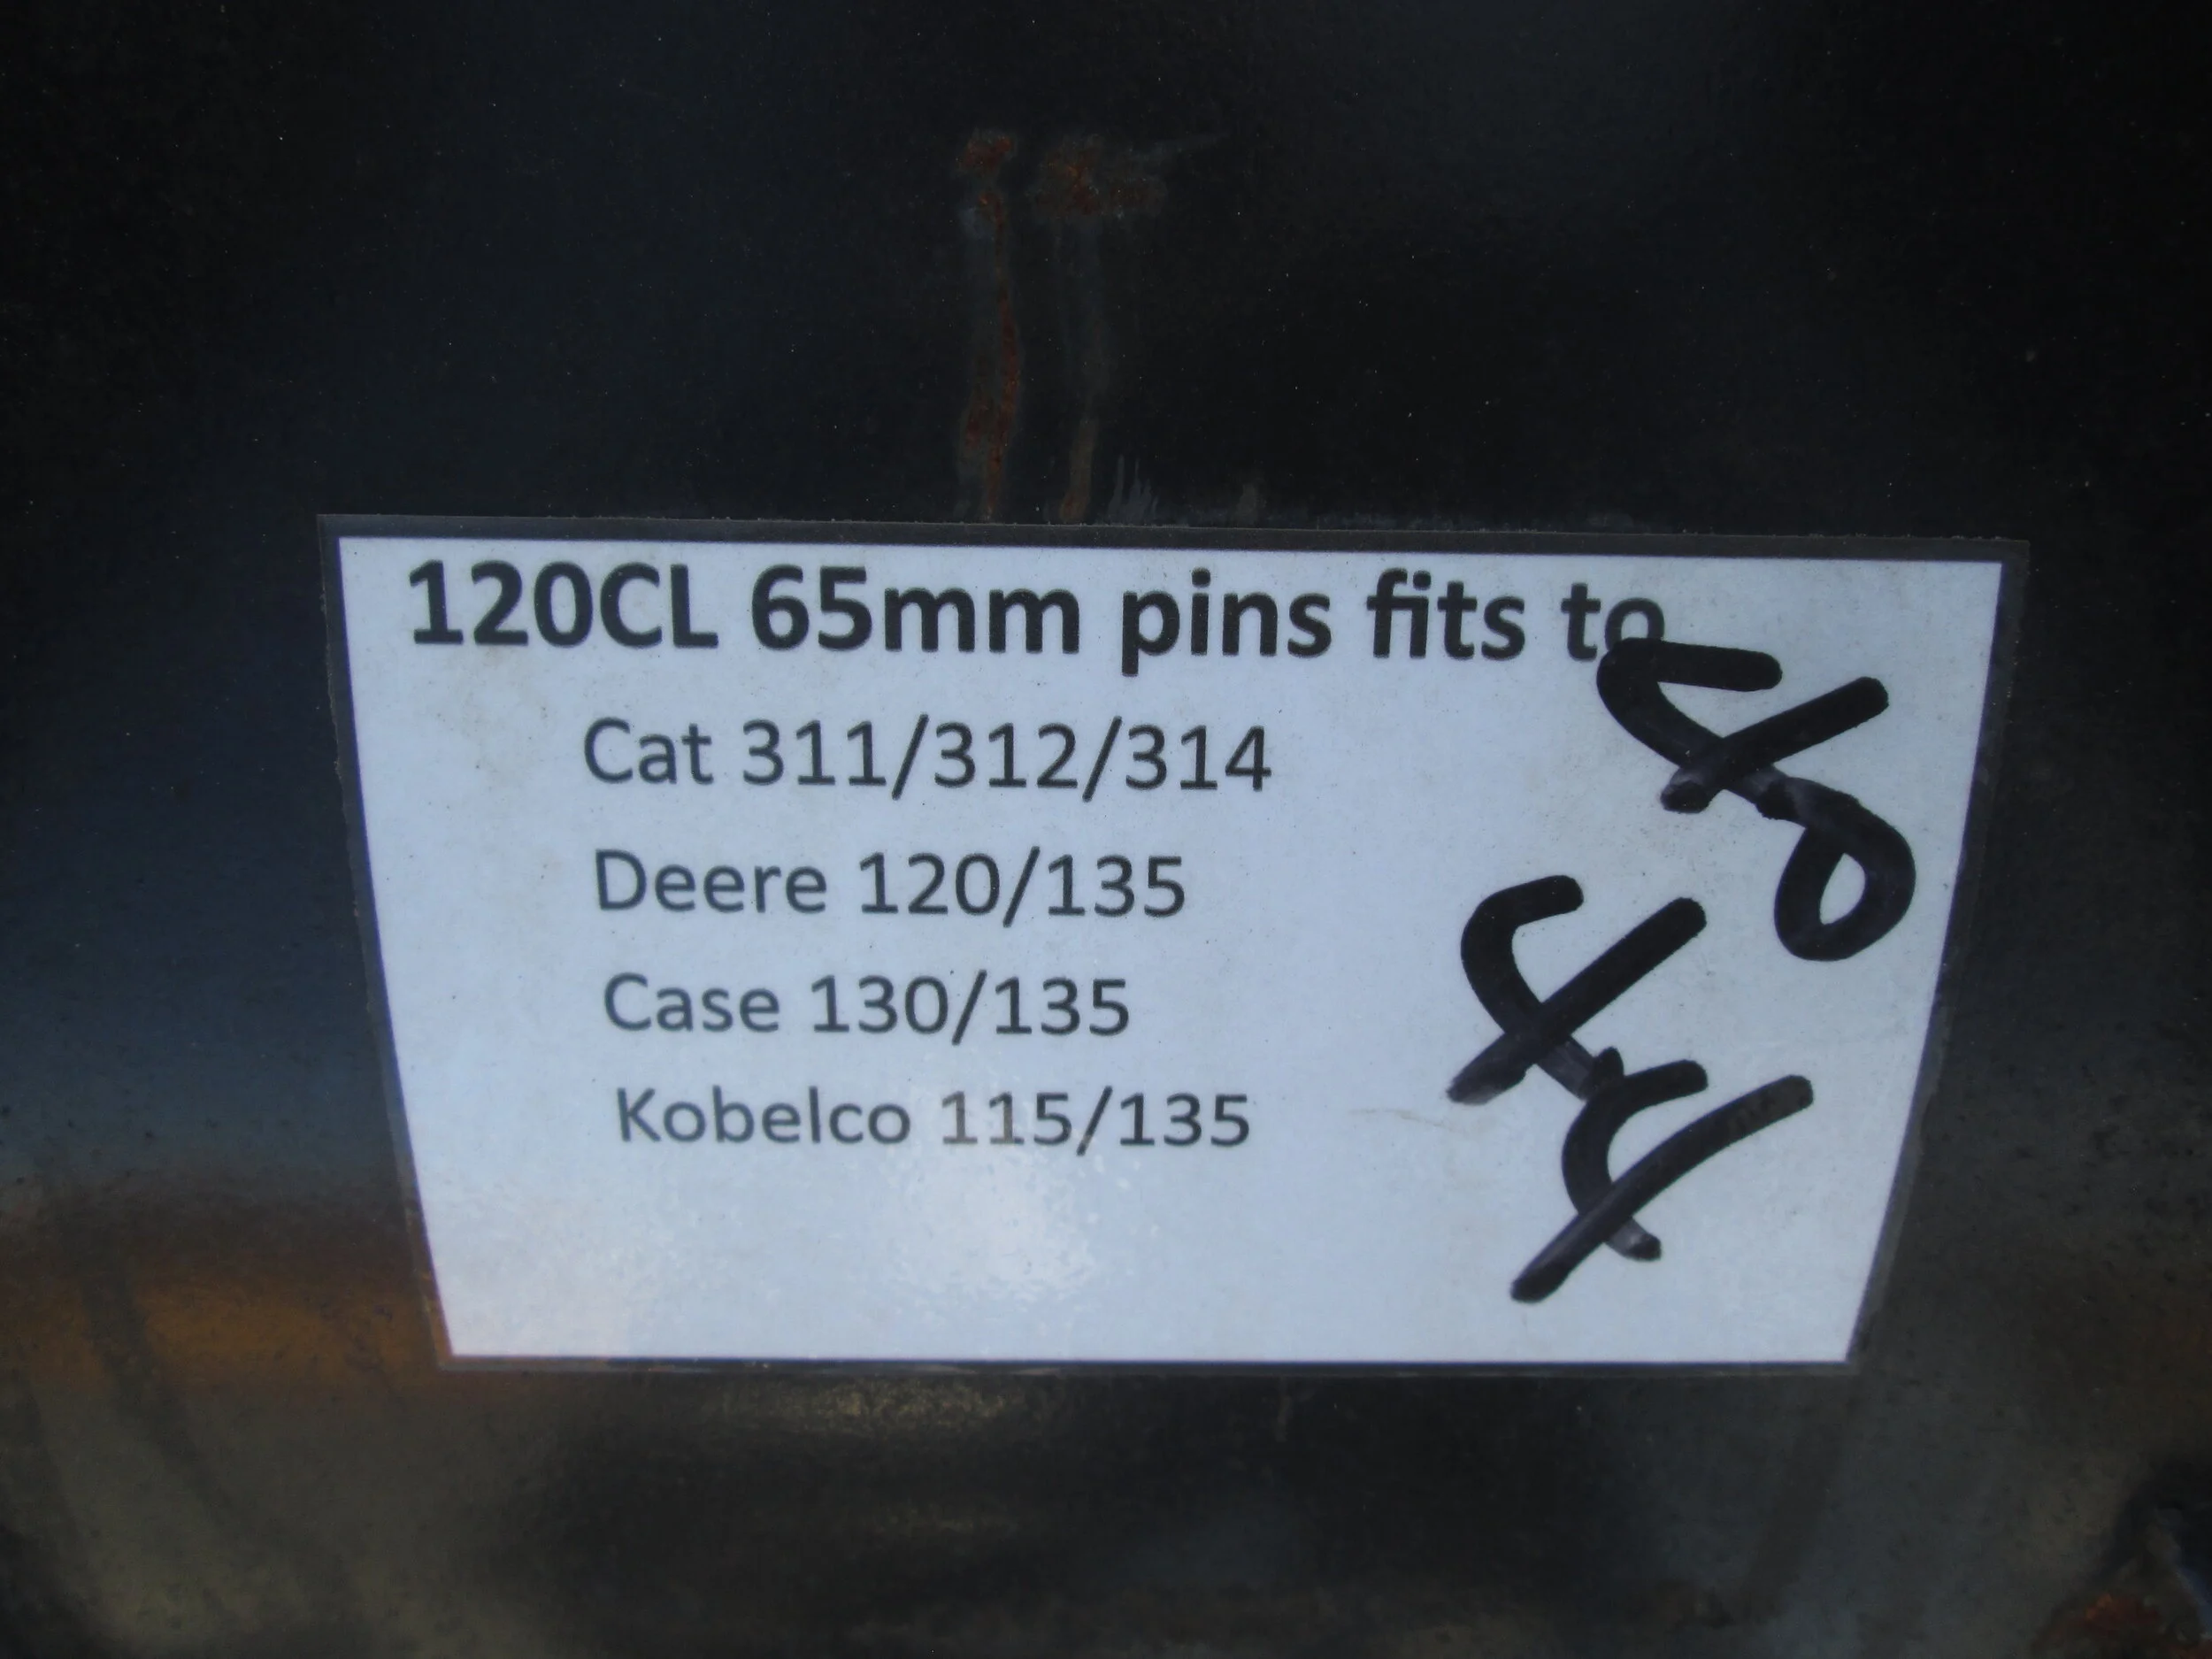 120CL 65mm pins fits to
Cat 311/312/314
Deere 120/135
Case 130/135
Kobelco 115/135